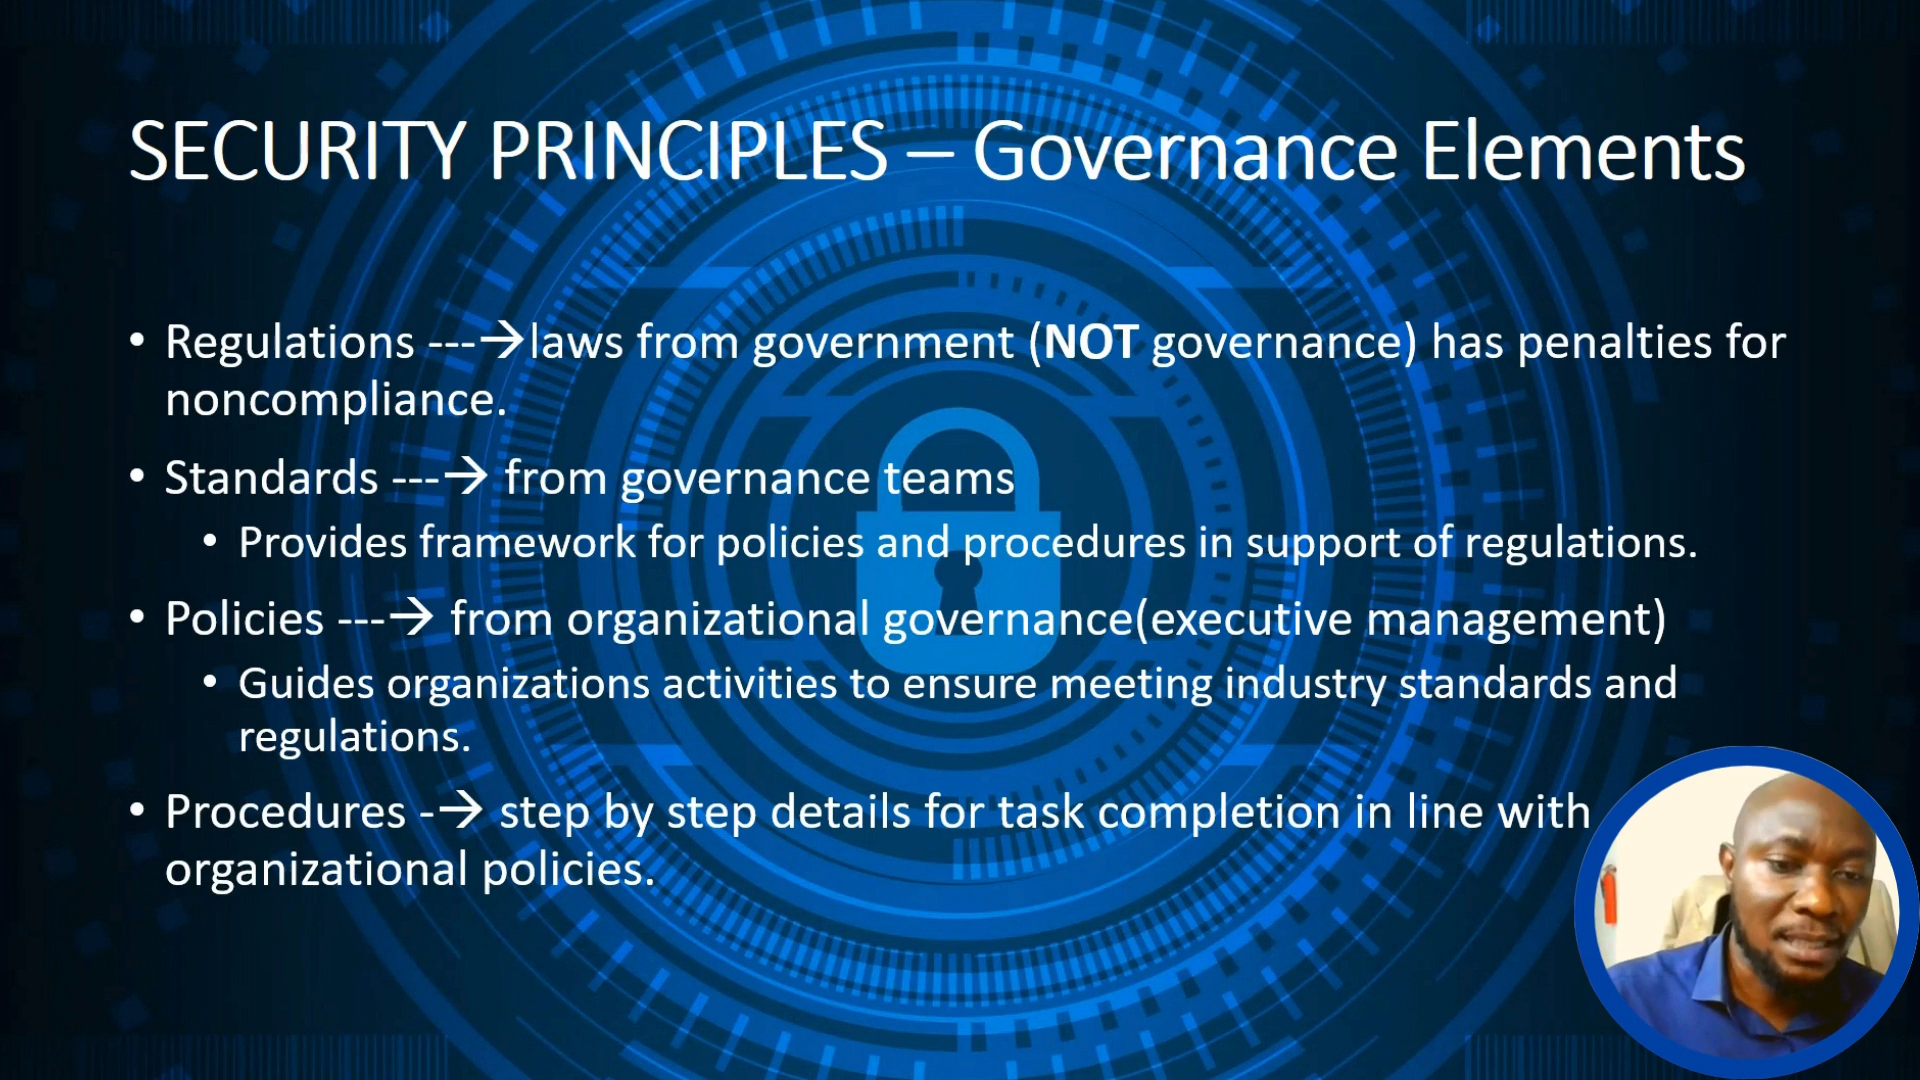 SECURITY PRINCIPLES – Governance Elements
• Regulations ---→laws from government (NOT governance) has penalties for
noncompliance.
• Standards ---→ from governance teams
• Provides framework for policies and procedures in support of regulations.
• Policies ---→ from organizational governance(executive management)
• Guides organizations activities to ensure meeting industry standards and
regulations.
• Procedures -→ step by step details for task completion in line with
organizational policies.